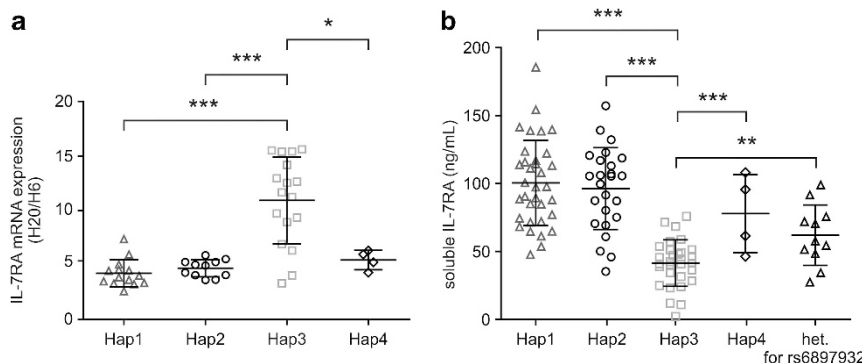 a
*
***
***
20
15
10
5
0
IL-7RA mRNA expression
(H20/H6)
Hap1 Hap2 Hap3 Hap4
b
***
***
***
**
200
150
100
50
0
soluble IL-7RA (ng/mL)
Hap1 Hap2 Hap3 Hap4 het.
for rs6897932